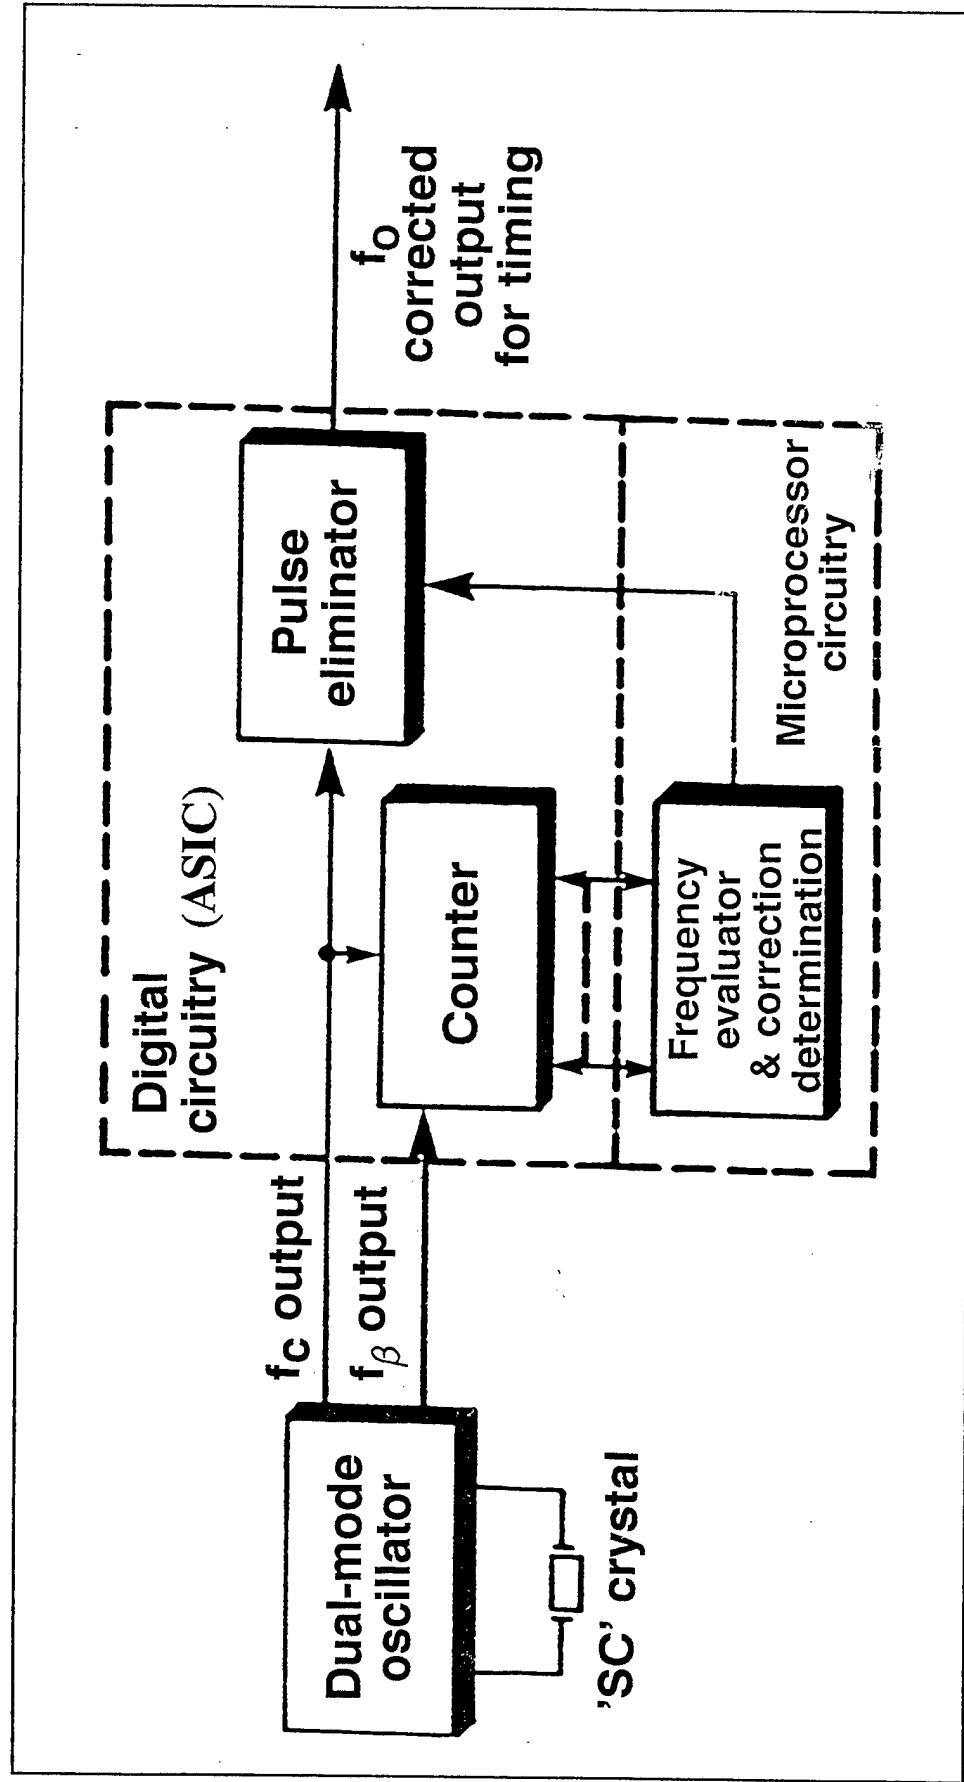 Digital
circuitry (ASIC)
fC output
fβ output
Dual-mode
oscillator
'SC' crystal
Counter
Pulse
eliminator
fO
corrected
output
for timing
Frequency
evaluator
& correction
determination
Microprocessor
circuitry